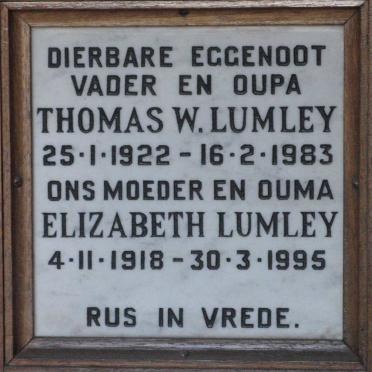 DIERBARE EGGENOOT
VADER EN OUPA
THOMAS W. LUMLEY
25·1·1922 – 16·2·1983
ONS MOEDER EN OUMA
ELIZABETH LUMLEY
4·11·1918 – 30·3·1995
RUS IN VREDE.